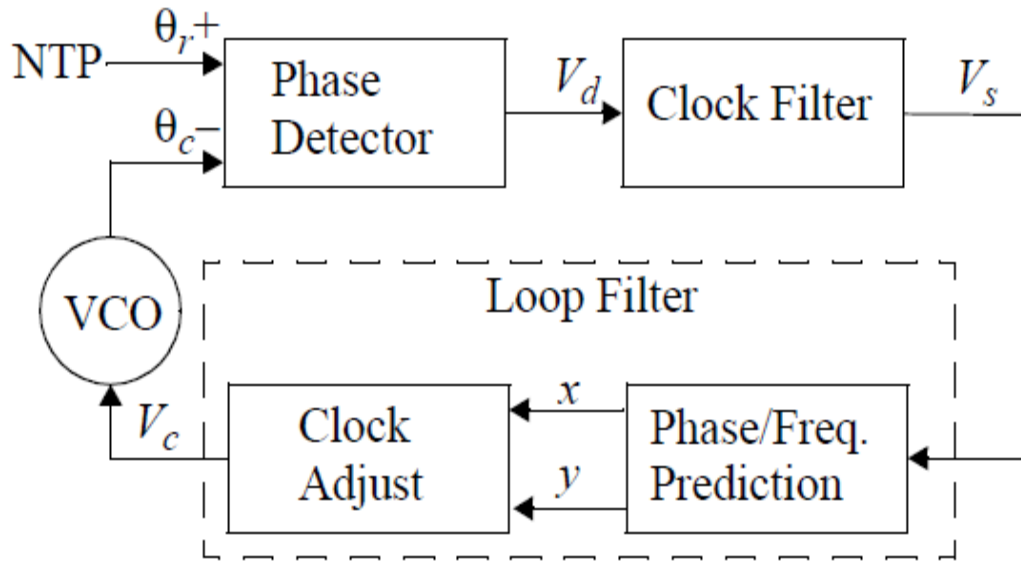 NTP
θr+
θc−
Phase
Detector
Vd
Clock Filter
Vs
VCO
Loop Filter
Vc
Clock
Adjust
x
y
Phase/Freq.
Prediction